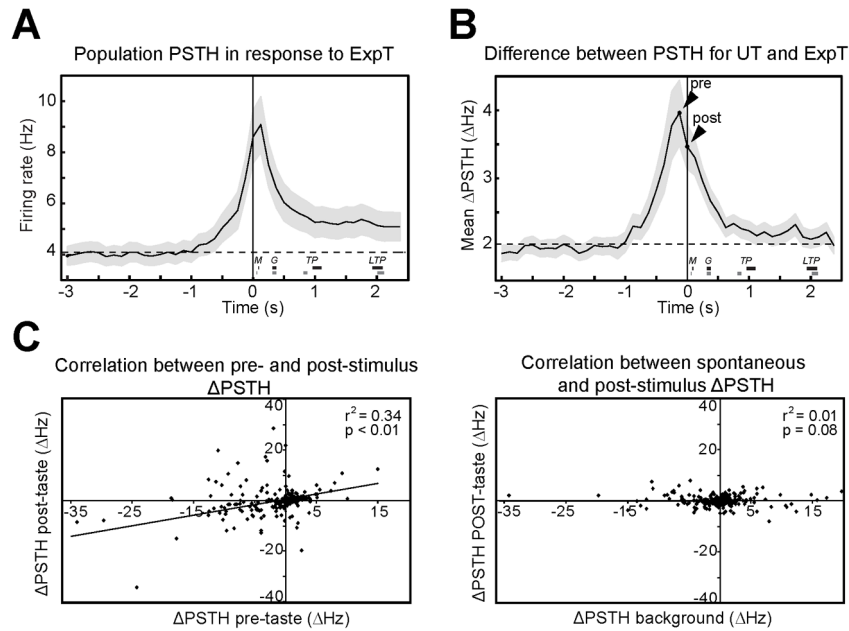 A
Population PSTH in response to ExpT
Firing rate (Hz)
10
8
6
4
M G TP LTP
-3 -2 -1 0 1 2
Time (s)
B
Difference between PSTH for UT and ExpT
Mean ΔPSTH (ΔHz)
pre
post
4
3
2
M G TP LTP
-3 -2 -1 0 1 2
Time (s)
C
Correlation between pre- and post-stimulus
ΔPSTH
ΔPSTH post-taste (ΔHz)
40
r² = 0.34
p < 0.01
20
-35 -25 -15 5 15
-20
-40
ΔPSTH pre-taste (ΔHz)
Correlation between spontaneous
and post-stimulus ΔPSTH
ΔPSTH POST-taste (ΔHz)
40
r² = 0.01
p = 0.08
20
-35 -25 -15 5 15
-20
-40
ΔPSTH background (ΔHz)